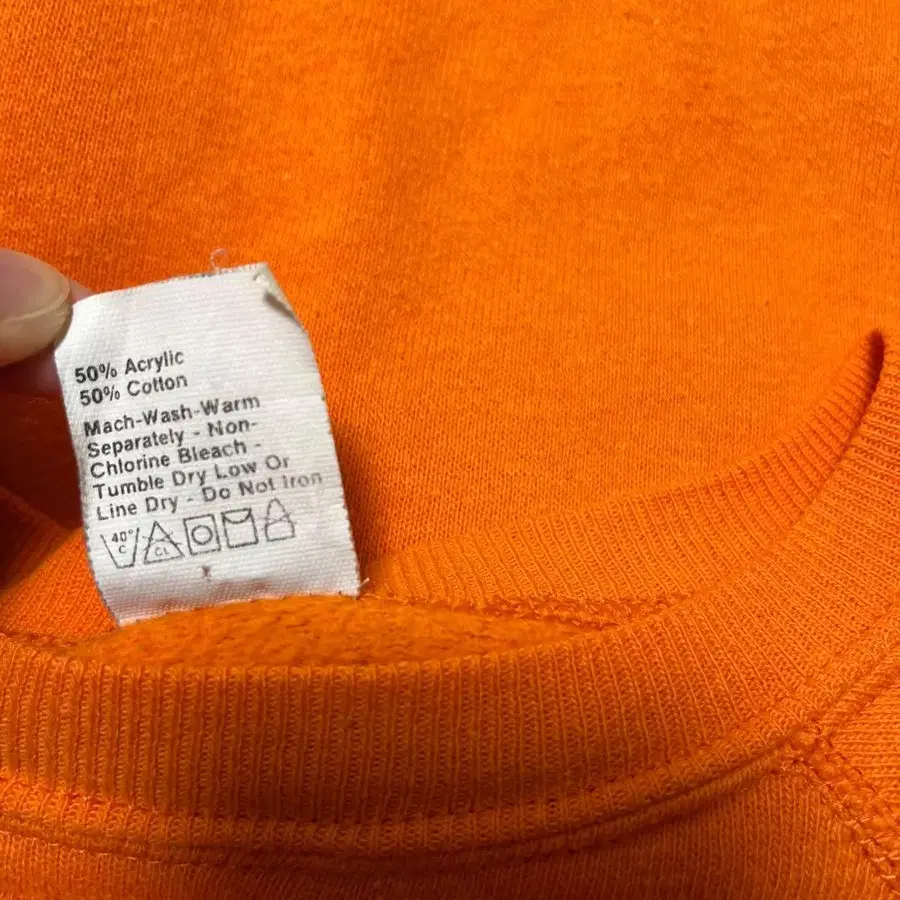 50% Acrylic
50% Cotton
Mach-Wash-Warm
Separately - Non-
Chlorine Bleach -
Tumble Dry Low Or
Line Dry - Do Not Iron
40°
C
CL